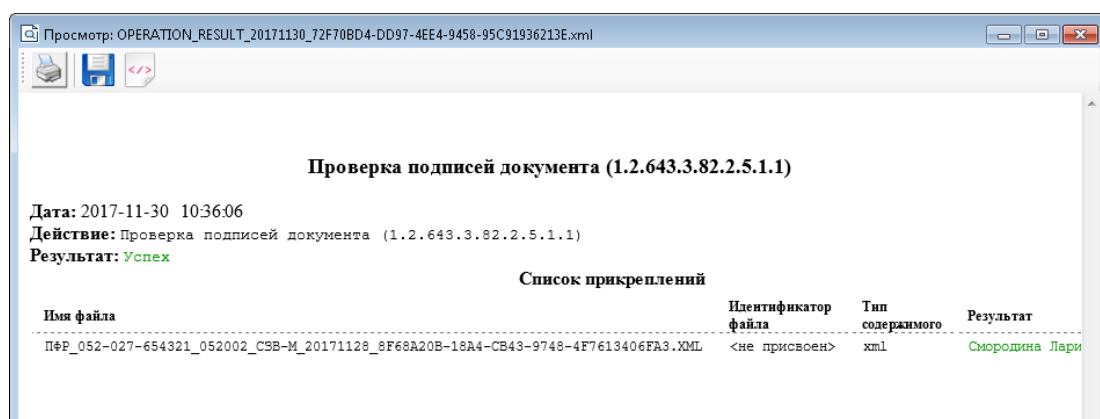 Просмотр: OPERATION_RESULT_20171130_72F70BD4-DD97-4EE4-9458-95C91936213E.xml
</>
Проверка подписей документа (1.2.643.3.82.2.5.1.1)
Дата: 2017-11-30 10:36:06
Действие: Проверка подписей документа (1.2.643.3.82.2.5.1.1)
Результат: Успех
Список прикреплений
Имя файла Идентификатор файла Тип содержимого Результат
ПФР_052-027-654321_052002_СЗВ-М_20171128_8F68A20B-18A4-CB43-9748-4F7613406FA3.XML <не присвоен> xml Смородина Лари